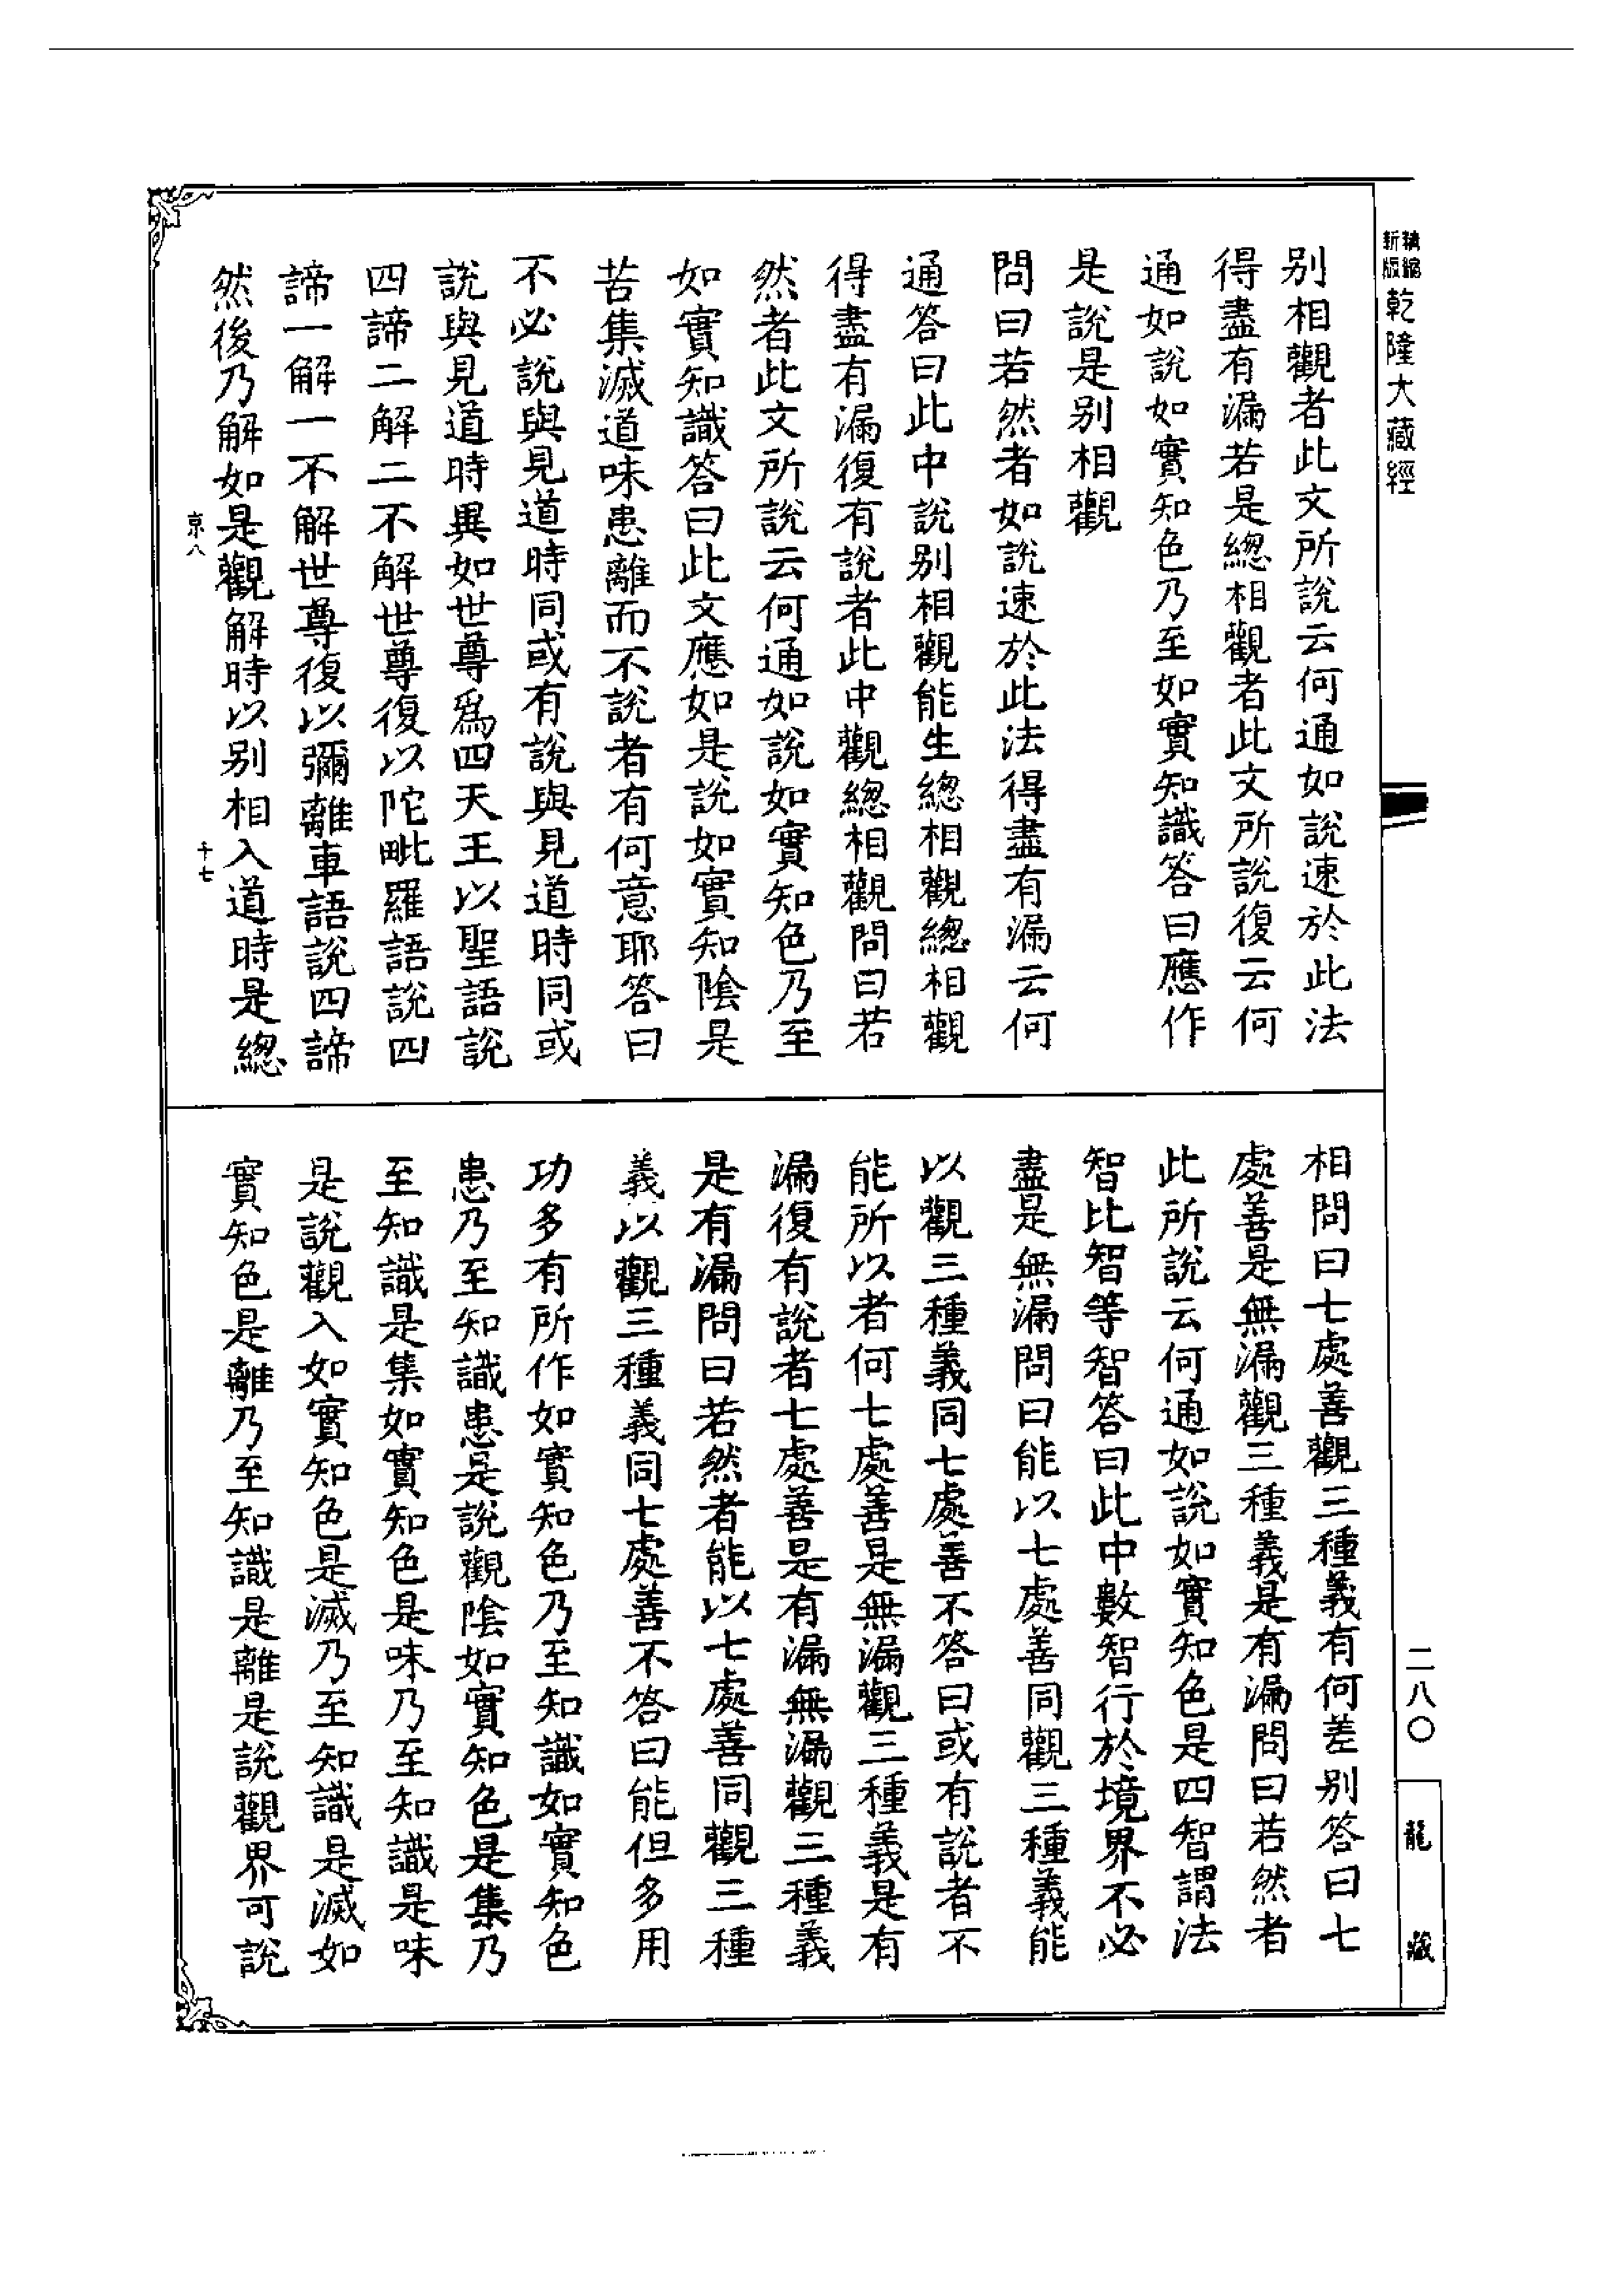 精縮新版乾隆大藏經
別相觀者此文所說云何通如說速於此法
得盡有漏若是總相觀者此文所說復云何
通如說如實知色乃至如實知識答曰應作
是說是別相觀
問曰若然者如說速於此法得盡有漏云何
通答曰此中說別相觀能生總相觀總相觀
得盡有漏復有說者此中觀總相觀問曰若
然者此文所說云何通如說如實知色乃至
如實知識答曰此文應如是說如實知陰是
苦集滅道味患離而不說者有何意耶答曰
不必說與見道時同或有說與見道時同或
說與見道時異如世尊為四天王以聖語說
四諦二解二不解世尊復以陀毗羅語說四
諦一解一不解世尊復以彌離車語說四諦
然後乃解如是觀解時以別相入道時是總
京八
十七
相問曰七處善觀三種義有何差別答曰七
處善是無漏觀三種義是有漏問曰若然者
此所說云何通如說如實知色是四智謂法
智比智等智答曰此中數智行於境界不必
盡是無漏問曰能以七處善同觀三種義能
以觀三種義同七處善不答曰或有說者不
能所以者何七處善是無漏觀三種義是有
漏復有說者七處善是有漏無漏觀三種義
是有漏問曰若然者能以七處善同觀三種
義以觀三種義同七處善不答曰能但多用
功多有所作如實知色乃至知識如實知色
患乃至知識患是說觀陰如實知色是集乃
至知識是集如實知色是味乃至知識是味
是說觀入如實知色是滅乃至知識是滅如
實知色是離乃至知識是離是說觀界可說
二八〇
龍藏